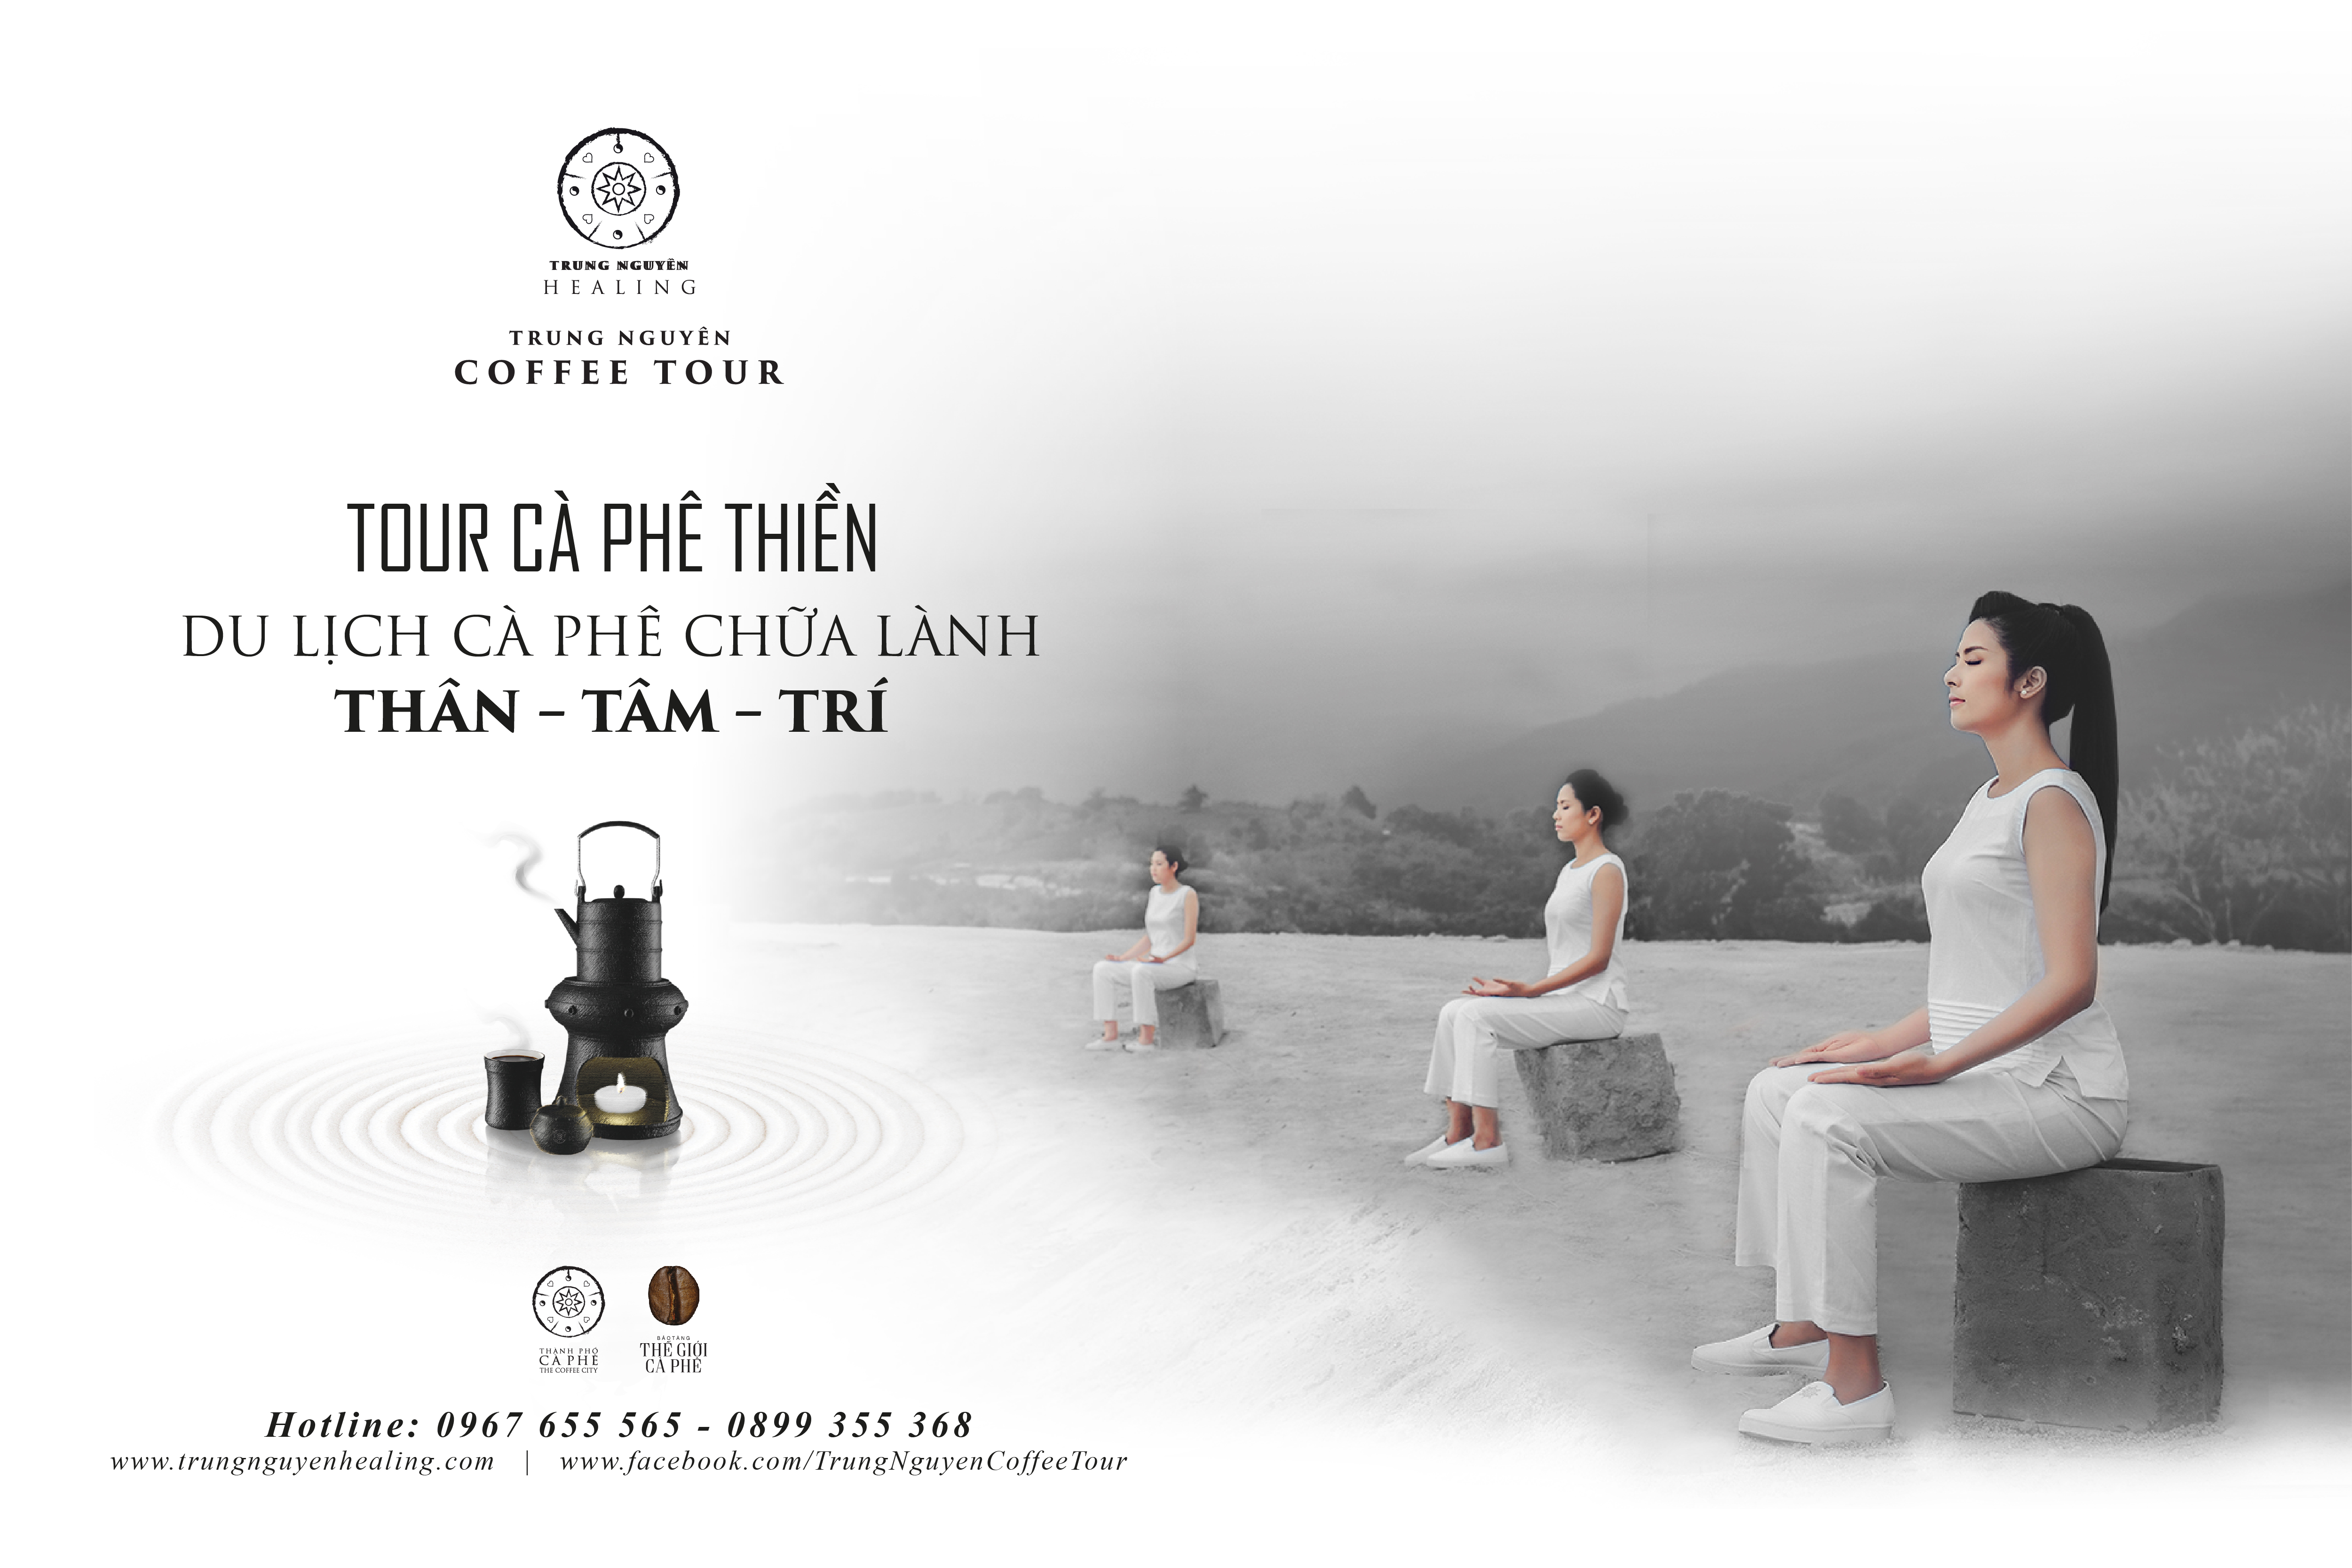 TRUNG NGUYÊN
HEALING
TRUNG NGUYÊN
COFFEE TOUR
TOUR CÀ PHÊ THIỀN
DU LỊCH CÀ PHÊ CHỮA LÀNH
THÂN – TÂM – TRÍ
THÀNH PHỐ
CÀ PHÊ
THE COFFEE CITY
BẢO TÀNG
THẾ GIỚI
CÀ PHÊ
Hotline: 0967 655 565 - 0899 355 368
www.trungnguyenhealing.com | www.facebook.com/TrungNguyenCoffeeTour